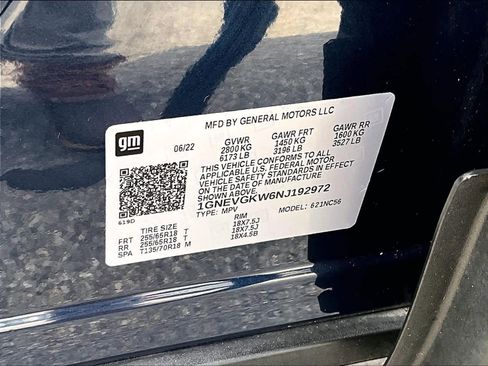 MFD BY GENERAL MOTORS LLC
gm
06/22 GVWR GAWR FRT GAWR RR
2800 KG 1450 KG 1600 KG
6173 LB 3196 LB 3527 LB
THIS VEHICLE CONFORMS TO ALL
APPLICABLE U.S. FEDERAL MOTOR
VEHICLE SAFETY STANDARDS IN EFFECT
ON THE DATE OF MANUFACTURE
SHOWN ABOVE.
1GNEVGKW6NJ192972
619D
TYPE: MPV MODEL: 621NC56
TIRE SIZE RIM
FRT 255/65R18 T 18X7.5J
RR 255/65R18 T 18X7.5J
SPA T135/70R18 M 18X4.5B